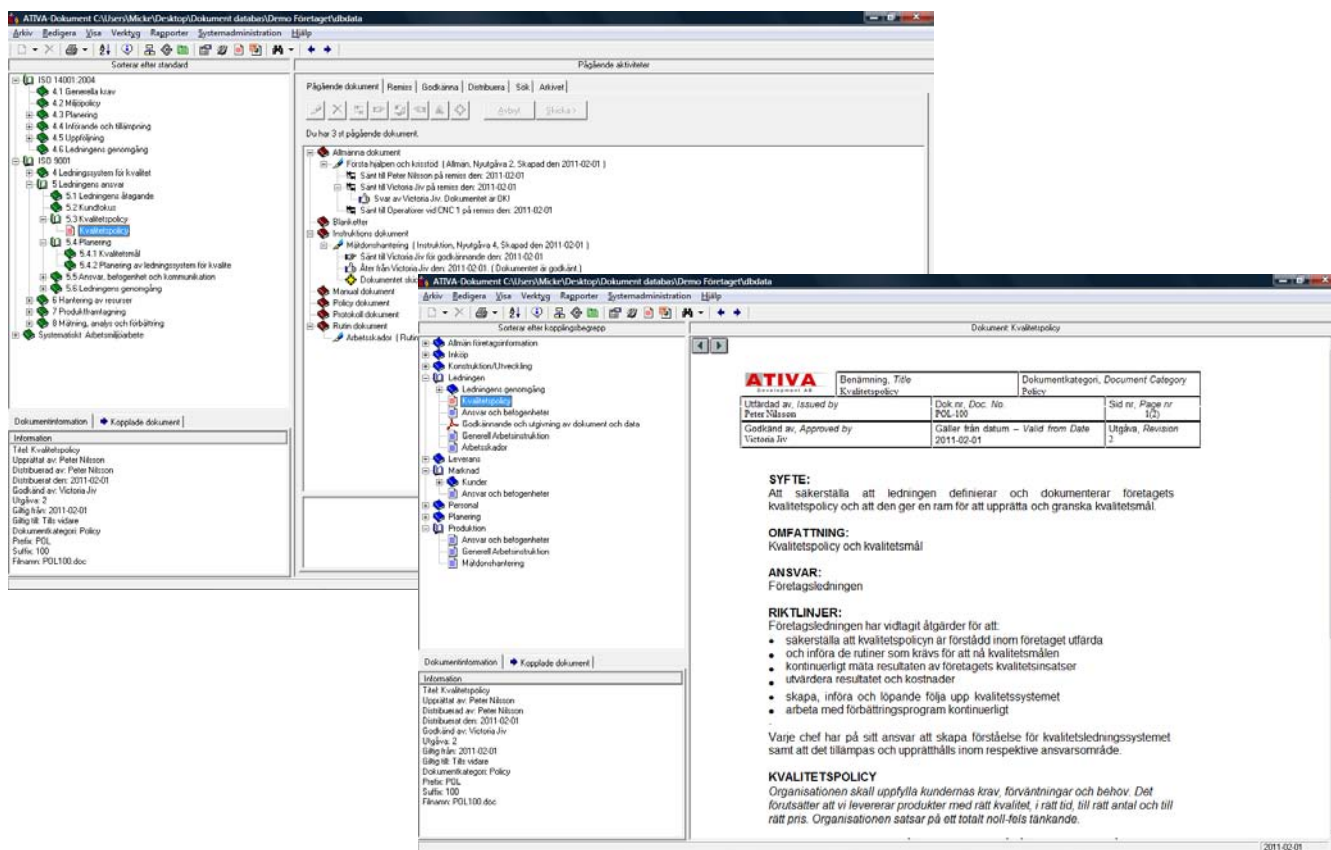 ATIVA-Dokument C:\Users\Micke\Desktop\Dokument databas\Demo Företaget\dbdata
Arkiv Redigera Visa Verktyg Rapporter Systemadministration Hjälp
Sorterar efter standard
Pågående aktiviteter
ISO 14001:2004
4.1 Generella krav
4.2 Miljöpolicy
4.3 Planering
4.4 Införande och tillämpning
4.5 Uppföljning
4.6 Ledningens genomgång
ISO 9001
4 Ledningssystem för kvalitet
5 Ledningens ansvar
5.1 Ledningens åtagande
5.2 Kundfokus
5.3 Kvalitetspolicy
Kvalitetspolicy
5.4 Planering
5.4.1 Kvalitetsmål
5.4.2 Planering av ledningssystem för kvalite
5.5 Ansvar, befogenhet och kommunikation
5.6 Ledningens genomgång
6 Hantering av resurser
7 Produktframtagning
8 Mätning, analys och förbättring
Systematiskt Arbetsmiljöarbete
Dokumentinformation Kopplade dokument
Information
Titel: Kvalitetspolicy
Upprättat av: Peter Nilsson
Distribuerad av: Peter Nilsson
Distribuerat den: 2011-02-01
Godkänd av: Victoria Jiv
Utgåva: 2
Giltig från: 2011-02-01
Giltig till: Tills vidare
Dokumentkategori: Policy
Prefix: POL
Suffix: 100
Filnamn: POL100.doc
Pågående dokument Remiss Godkänna Distribuera Sök Arkivet
Avbryt Skicka >
Du har 3 st pågående dokument.
Allmänna dokument
Första hjälpen och krisstöd ( Allmän, Nyutgåva 2, Skapad den 2011-02-01 )
Sänt till Peter Nilsson på remiss den: 2011-02-01
Sänt till Victoria Jiv på remiss den: 2011-02-01
Svar av Victoria Jiv. Dokumentet är OK!
Sänt till Operatörer vid CNC 1 på remiss den: 2011-02-01
Blanketter
Instruktions dokument
Mätdonshantering ( Instruktion, Nyutgåva 4, Skapad den 2011-02-01 )
Sänt till Victoria Jiv för godkännande den: 2011-02-01
Åter från Victoria Jiv den: 2011-02-01. ( Dokumentet är godkänt )
Dokumentet skic
Manual dokument
Policy dokument
Protokoll dokument
Rutin dokument
Arbetsskador ( Rutin
ATIVA-Dokument C:\Users\Micke\Desktop\Dokument databas\Demo Företaget\dbdata
Arkiv Redigera Visa Verktyg Rapporter Systemadministration Hjälp
Sorterar efter kopplingsbegrepp
Dokument: Kvalitetspolicy
Allmän företagsinformation
Inköp
Konstruktion/Utveckling
Ledningen
Ledningens genomgång
Kvalitetspolicy
Ansvar och befogenheter
Godkännande och utgivning av dokument och data
Generell Arbetsinstruktion
Arbetsskador
Leverans
Marknad
Kunder
Ansvar och befogenheter
Personal
Planering
Produktion
Ansvar och befogenheter
Generell Arbetsinstruktion
Mätdonshantering
Dokumentinformation Kopplade dokument
Information
Titel: Kvalitetspolicy
Upprättat av: Peter Nilsson
Distribuerad av: Peter Nilsson
Distribuerat den: 2011-02-01
Godkänd av: Victoria Jiv
Utgåva: 2
Giltig från: 2011-02-01
Giltig till: Tills vidare
Dokumentkategori: Policy
Prefix: POL
Suffix: 100
Filnamn: POL100.doc
ATIVA
Development AB
Benämning, Title
Kvalitetspolicy
Dokumentkategori, Document Category
Policy
Utfärdad av, Issued by
Peter Nilsson
Dok nr, Doc. No.
POL-100
Sid nr, Page nr
1(2)
Godkänd av, Approved by
Victoria Jiv
Gäller från datum – Valid from Date
2011-02-01
Utgåva, Revision
2
SYFTE:
Att säkerställa att ledningen definierar och dokumenterar företagets
kvalitetspolicy och att den ger en ram för att upprätta och granska kvalitetsmål.
OMFATTNING:
Kvalitetspolicy och kvalitetsmål
ANSVAR:
Företagsledningen
RIKTLINJER:
Företagsledningen har vidtagit åtgärder för att:
• säkerställa att kvalitetspolicyn är förstådd inom företaget utfärda
• och införa de rutiner som krävs för att nå kvalitetsmålen
• kontinuerligt mäta resultaten av företagets kvalitetsinsatser
• utvärdera resultatet och kostnader
• skapa, införa och löpande följa upp kvalitetssystemet
• arbeta med förbättringsprogram kontinuerligt
.
Varje chef har på sitt ansvar att skapa förståelse för kvalitetsledningssystemet
samt att det tillämpas och upprätthålls inom respektive ansvarsområde.
KVALITETSPOLICY
Organisationen skall uppfylla kundernas krav, förväntningar och behov. Det
förutsätter att vi levererar produkter med rätt kvalitet, i rätt tid, till rätt antal och till
rätt pris. Organisationen satsar på ett totalt noll-fels tänkande.
2011-02-01